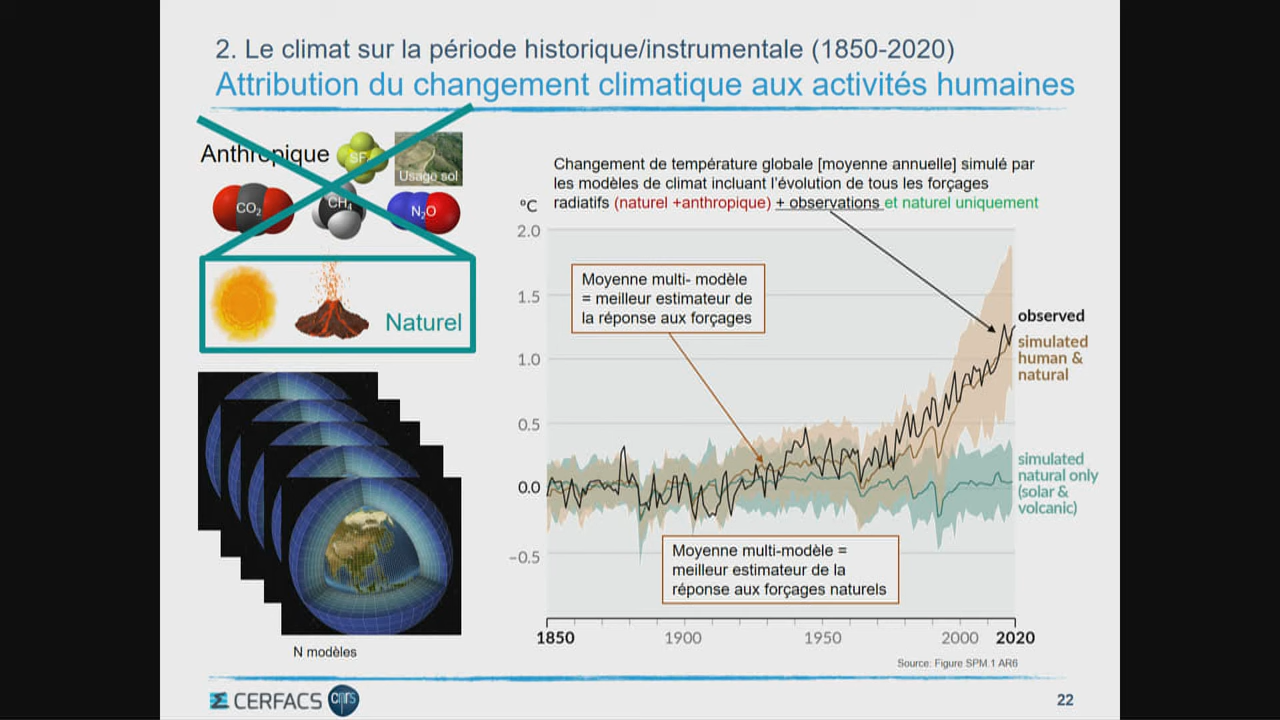 2. Le climat sur la période historique/instrumentale (1850-2020)
Attribution du changement climatique aux activités humaines
Anthropique
SF
Usage sol
CO2
CH4
N2O
Naturel
N modèles
Changement de température globale [moyenne annuelle] simulé par
les modèles de climat incluant l'évolution de tous les forçages
radiatifs (naturel +anthropique) + observations et naturel uniquement
ºC
2.0
1.5
1.0
0.5
0.0
−0.5
Moyenne multi- modèle
= meilleur estimateur de
la réponse aux forçages
observed
simulated
human &
natural
simulated
natural only
(solar &
volcanic)
Moyenne multi-modèle =
meilleur estimateur de la
réponse aux forçages naturels
1850 1900 1950 2000 2020
Source: Figure SPM.1 AR6
CERFACS cnrs
22